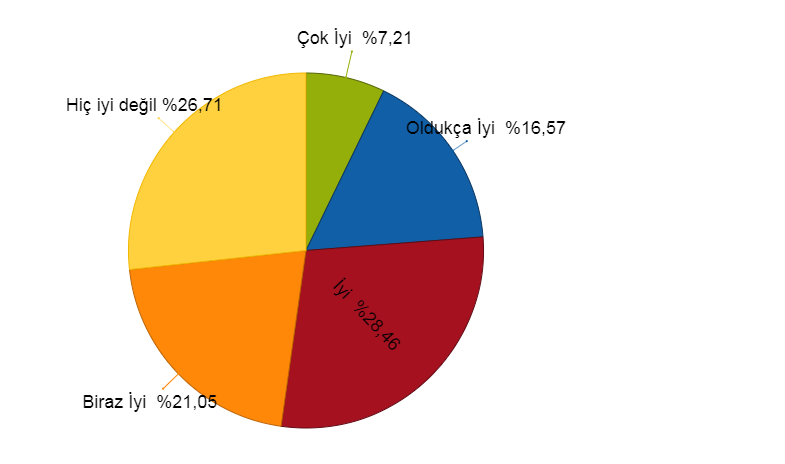 Çok İyi %7,21
Hiç iyi değil %26,71
Oldukça İyi %16,57
İyi %28,46
Biraz İyi %21,05